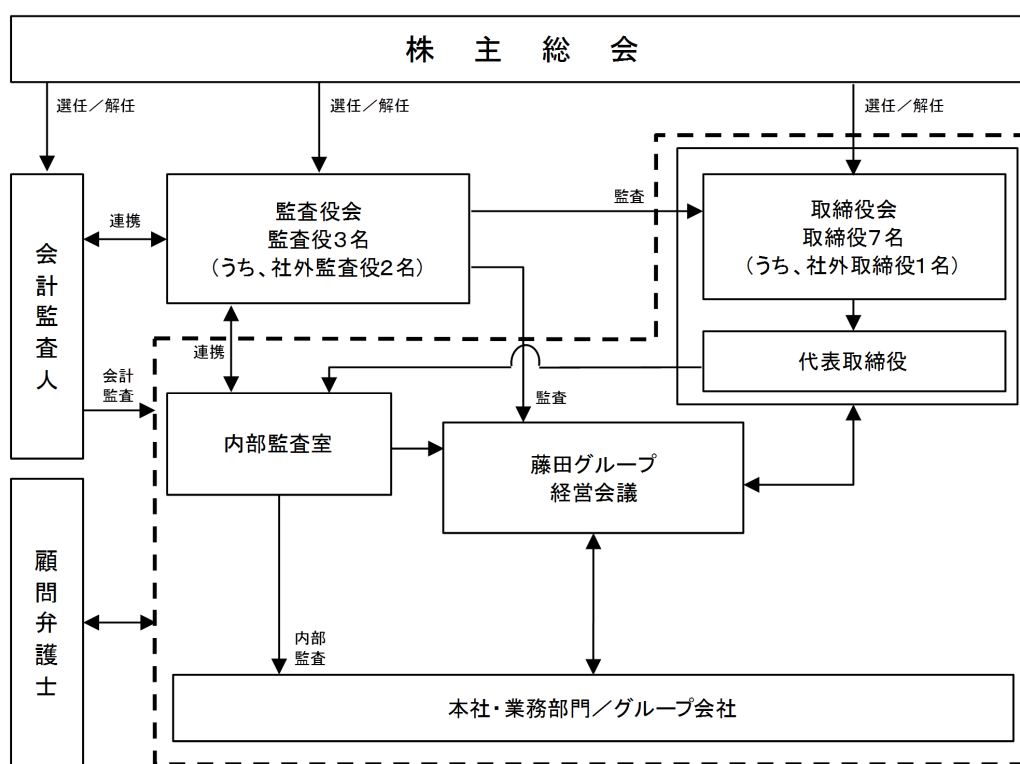 株主総会
選任／解任
選任／解任
選任／解任
会計監査人
連携
監査役会
監査役３名
（うち、社外監査役２名）
監査
取締役会
取締役７名
（うち、社外取締役１名）
代表取締役
連携
会計
監査
監査
内部監査室
藤田グループ
経営会議
顧問弁護士
内部
監査
本社・業務部門／グループ会社